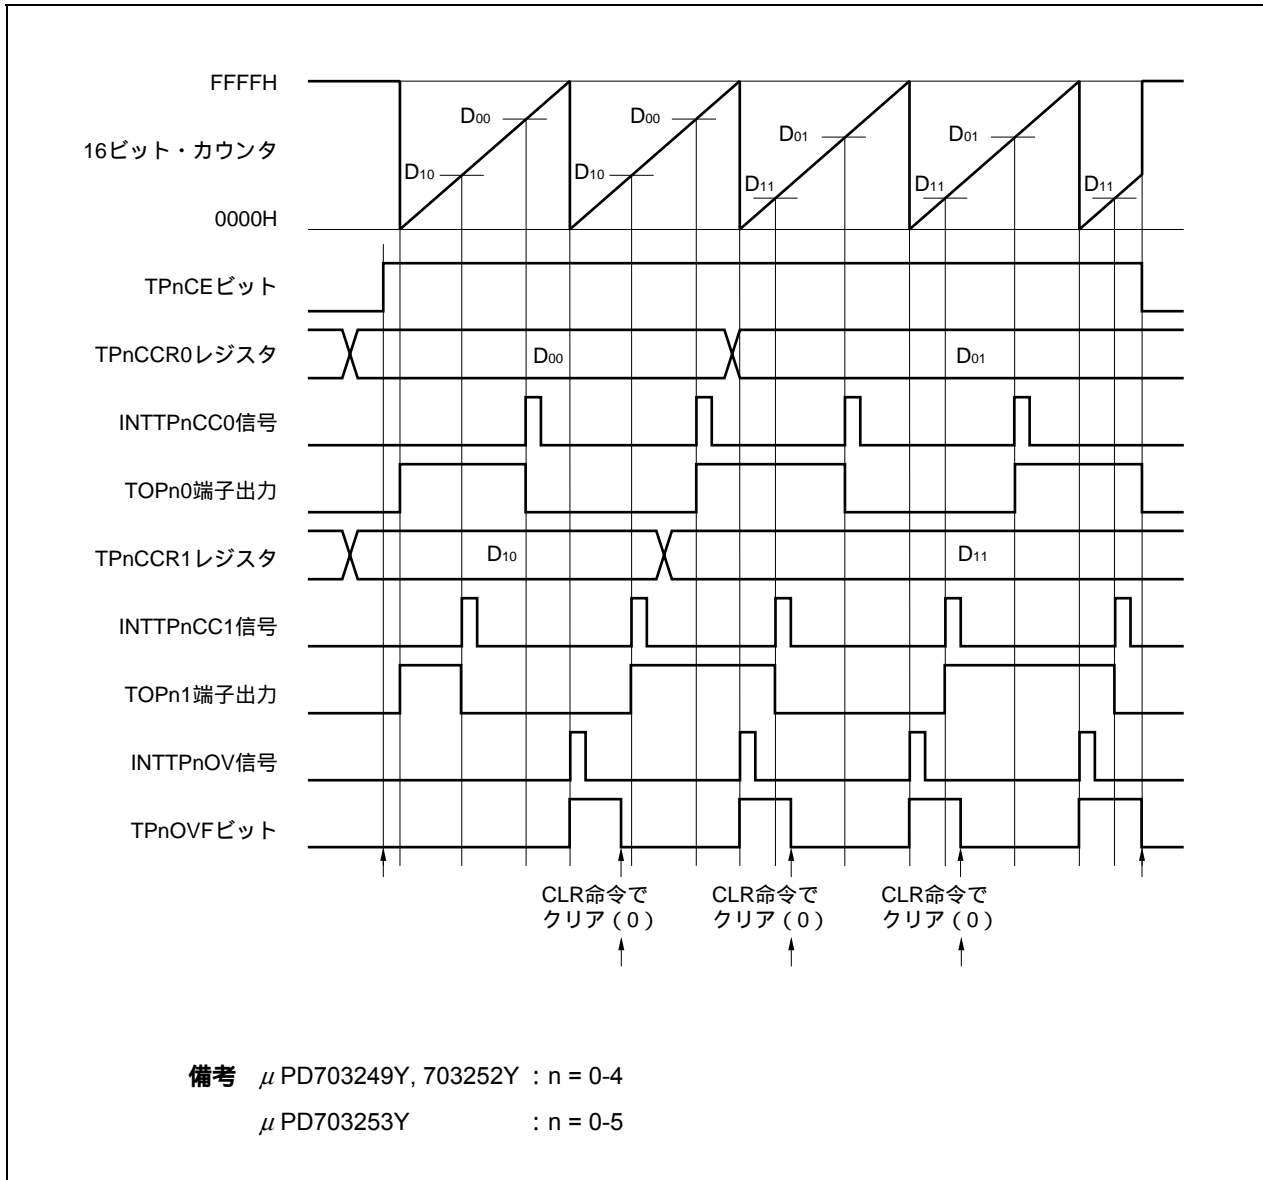 FFFFH
D00 D00
D01 D01
16ビット・カウンタ
D10 D10
D11 D11 D11
0000H
TPnCEビット
TPnCCR0レジスタ D00 D01
INTTPnCC0信号
TOPn0端子出力
TPnCCR1レジスタ D10 D11
INTTPnCC1信号
TOPn1端子出力
INTTPnOV信号
TPnOVFビット
CLR命令で
クリア（0）
CLR命令で
クリア（0）
CLR命令で
クリア（0）
備考 μPD703249Y, 703252Y : n = 0-4
μPD703253Y : n = 0-5